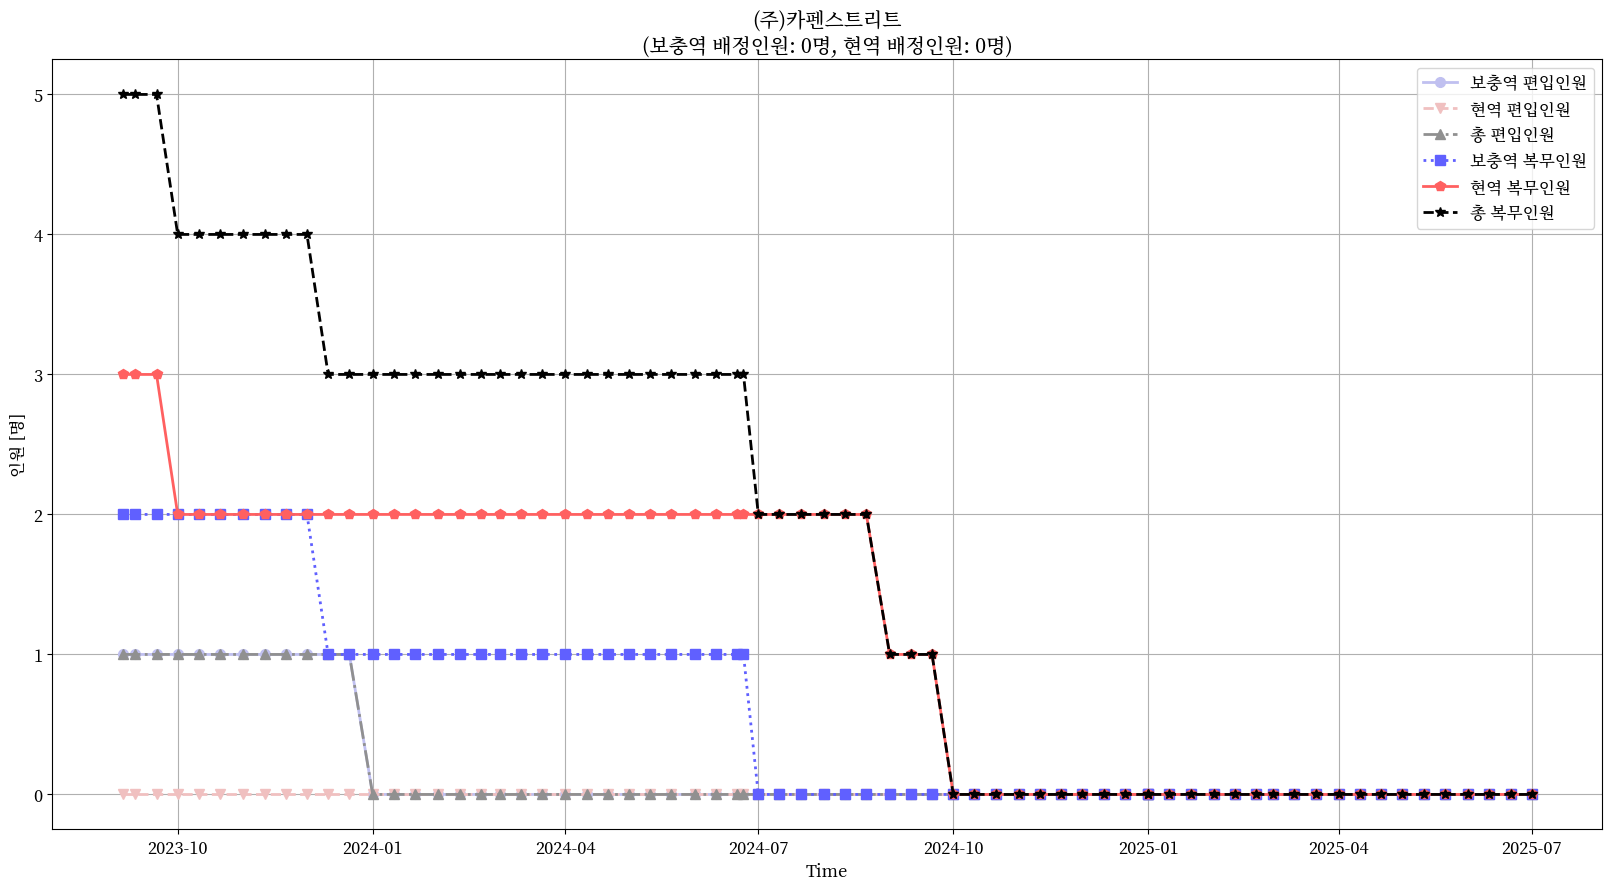 (주)카펜스트리트
(보충역 배정인원: 0명, 현역 배정인원: 0명)
보충역 편입인원
현역 편입인원
총 편입인원
보충역 복무인원
현역 복무인원
총 복무인원
인원 [명]
5
4
3
2
1
0
2023-10
2024-01
2024-04
2024-07
2024-10
2025-01
2025-04
2025-07
Time